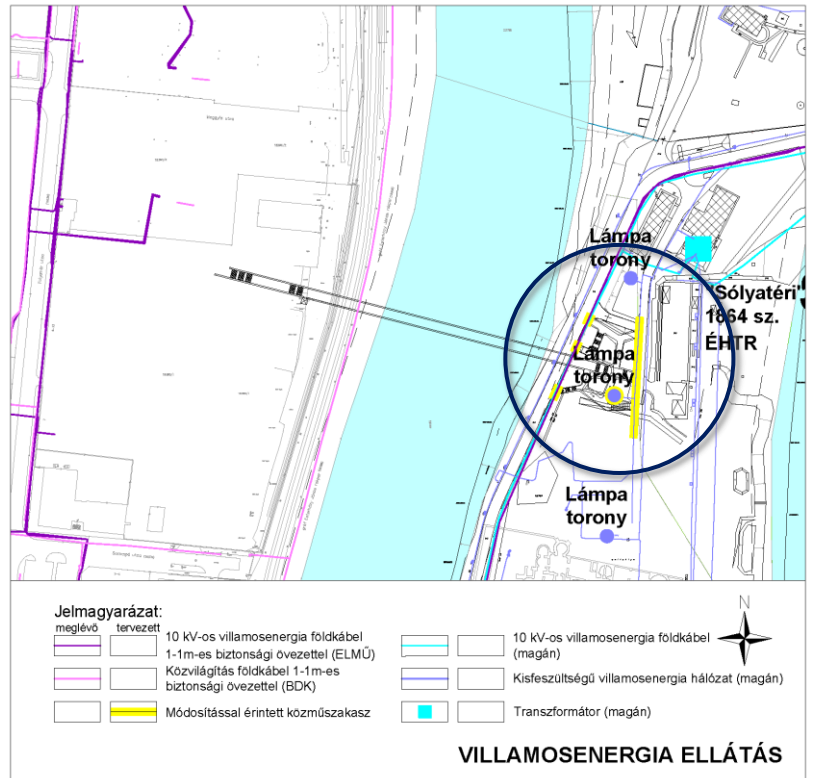 Lámpa
torony
"Sólyatéri"
1864 sz.
ÉHTR
Lámpa
torony
Lámpa
torony
Jelmagyarázat:
meglévő tervezett
10 kV-os villamosenergia földkábel
1-1m-es biztonsági övezettel (ELMŰ)
Közvilágítás földkábel 1-1m-es
biztonsági övezettel (BDK)
Módosítással érintett közműszakasz
10 kV-os villamosenergia földkábel
(magán)
Kisfeszültségű villamosenergia hálózat (magán)
Transzformátor (magán)
N
VILLAMOSENERGIA ELLÁTÁS